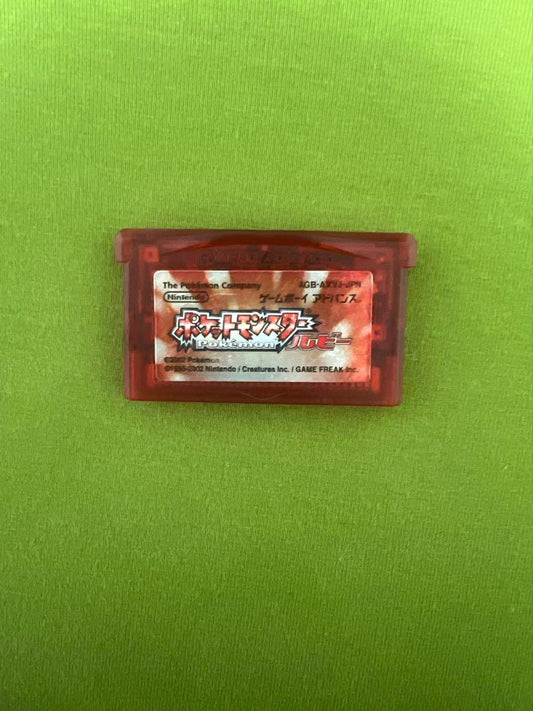 The Pokémon Company AGB-AXVJ-JPN
Nintendo ゲームボーイ アドバンス
ポケットモンスター
Pokémon ルビー
©2002 Pokémon
©1995-2002 Nintendo / Creatures Inc. / GAME FREAK Inc.